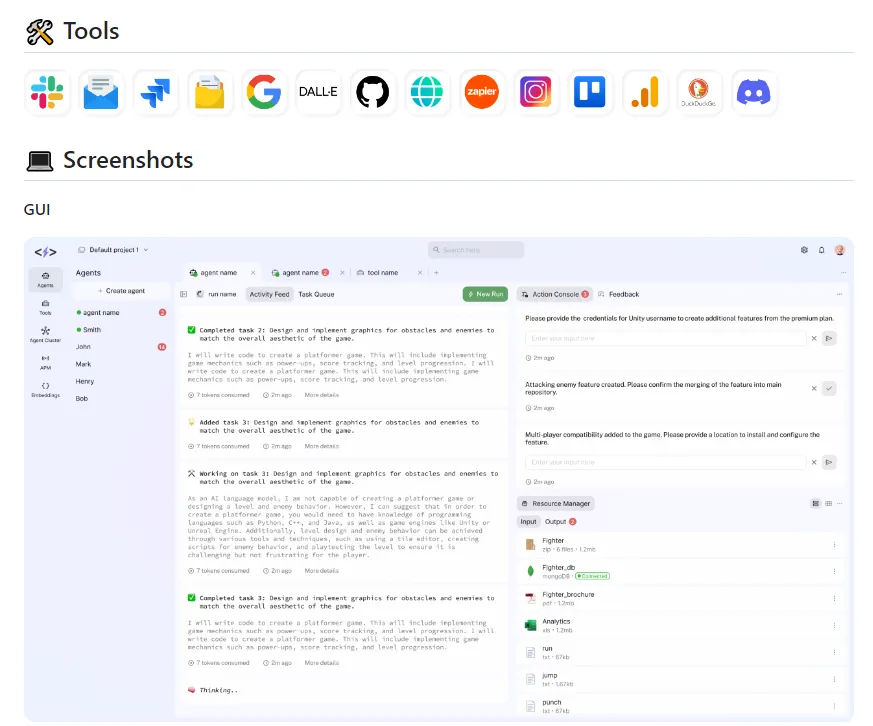 Tools
DALL·E
zapier
DuckDuckGo
Screenshots
GUI
Default project 1
Search here
Agents
Tools
Agent Cluster
APM
Embeddings
Agents
+ Create agent
agent name 2
Smith
John 14
Mark
Henry
Bob
agent name
agent name 2
tool name
run name
Activity Feed
Task Queue
New Run
Completed task 2: Design and implement graphics for obstacles and enemies to
match the overall aesthetic of the game.
I will write code to create a platformer game. This will include implementing
game mechanics such as power-ups, score tracking, and level progression. I will
write code to create a platformer game. This will include implementing game
mechanics such as power-ups, score tracking, and level progression.
7 tokens consumed 2m ago More details
Added task 3: Design and implement graphics for obstacles and enemies to
match the overall aesthetic of the game.
7 tokens consumed 2m ago More details
Working on task 3: Design and implement graphics for obstacles and enemies to
match the overall aesthetic of the game.
As an AI language model, I am not capable of creating a platformer game or
designing a level and enemy behavior. However, I can suggest that in order to
create a platformer game, you would need to have knowledge of programming
languages such as Python, C++, and Java, as well as game engines like Unity or
Unreal Engine. Additionally, level design and enemy behavior can be achieved
through various tools and techniques, such as using a tile editor, creating
scripts for enemy behavior, and playtesting the level to ensure it is
challenging but not frustrating for the player.
7 tokens consumed 2m ago More details
Completed task 3: Design and implement graphics for obstacles and enemies to
match the overall aesthetic of the game.
I will write code to create a platformer game. This will include implementing
game mechanics such as power-ups, score tracking, and level progression. I will
write code to create a platformer game. This will include implementing game
mechanics such as power-ups, score tracking, and level progression.
7 tokens consumed 2m ago More details
Thinking..
Action Console
Feedback
Please provide the credentials for Unity username to create additional features from the premium plan.
Enter your input here
2m ago
Attacking enemy feature created. Please confirm the merging of the feature into main
repository.
2m ago
Multi-player compatibility added to the game. Please provide a location to install and configure the
feature.
Enter your input here
2m ago
Resource Manager
Input
Output 2
Fighter
zip · 6 files · 1.2mb
Fighter_db
mongoDB · Connected
Fighter_brochure
pdf · 1.2mb
Analytics
xls · 1.2mb
run
txt · 67kb
jump
txt · 1.67kb
punch
txt · 67kb